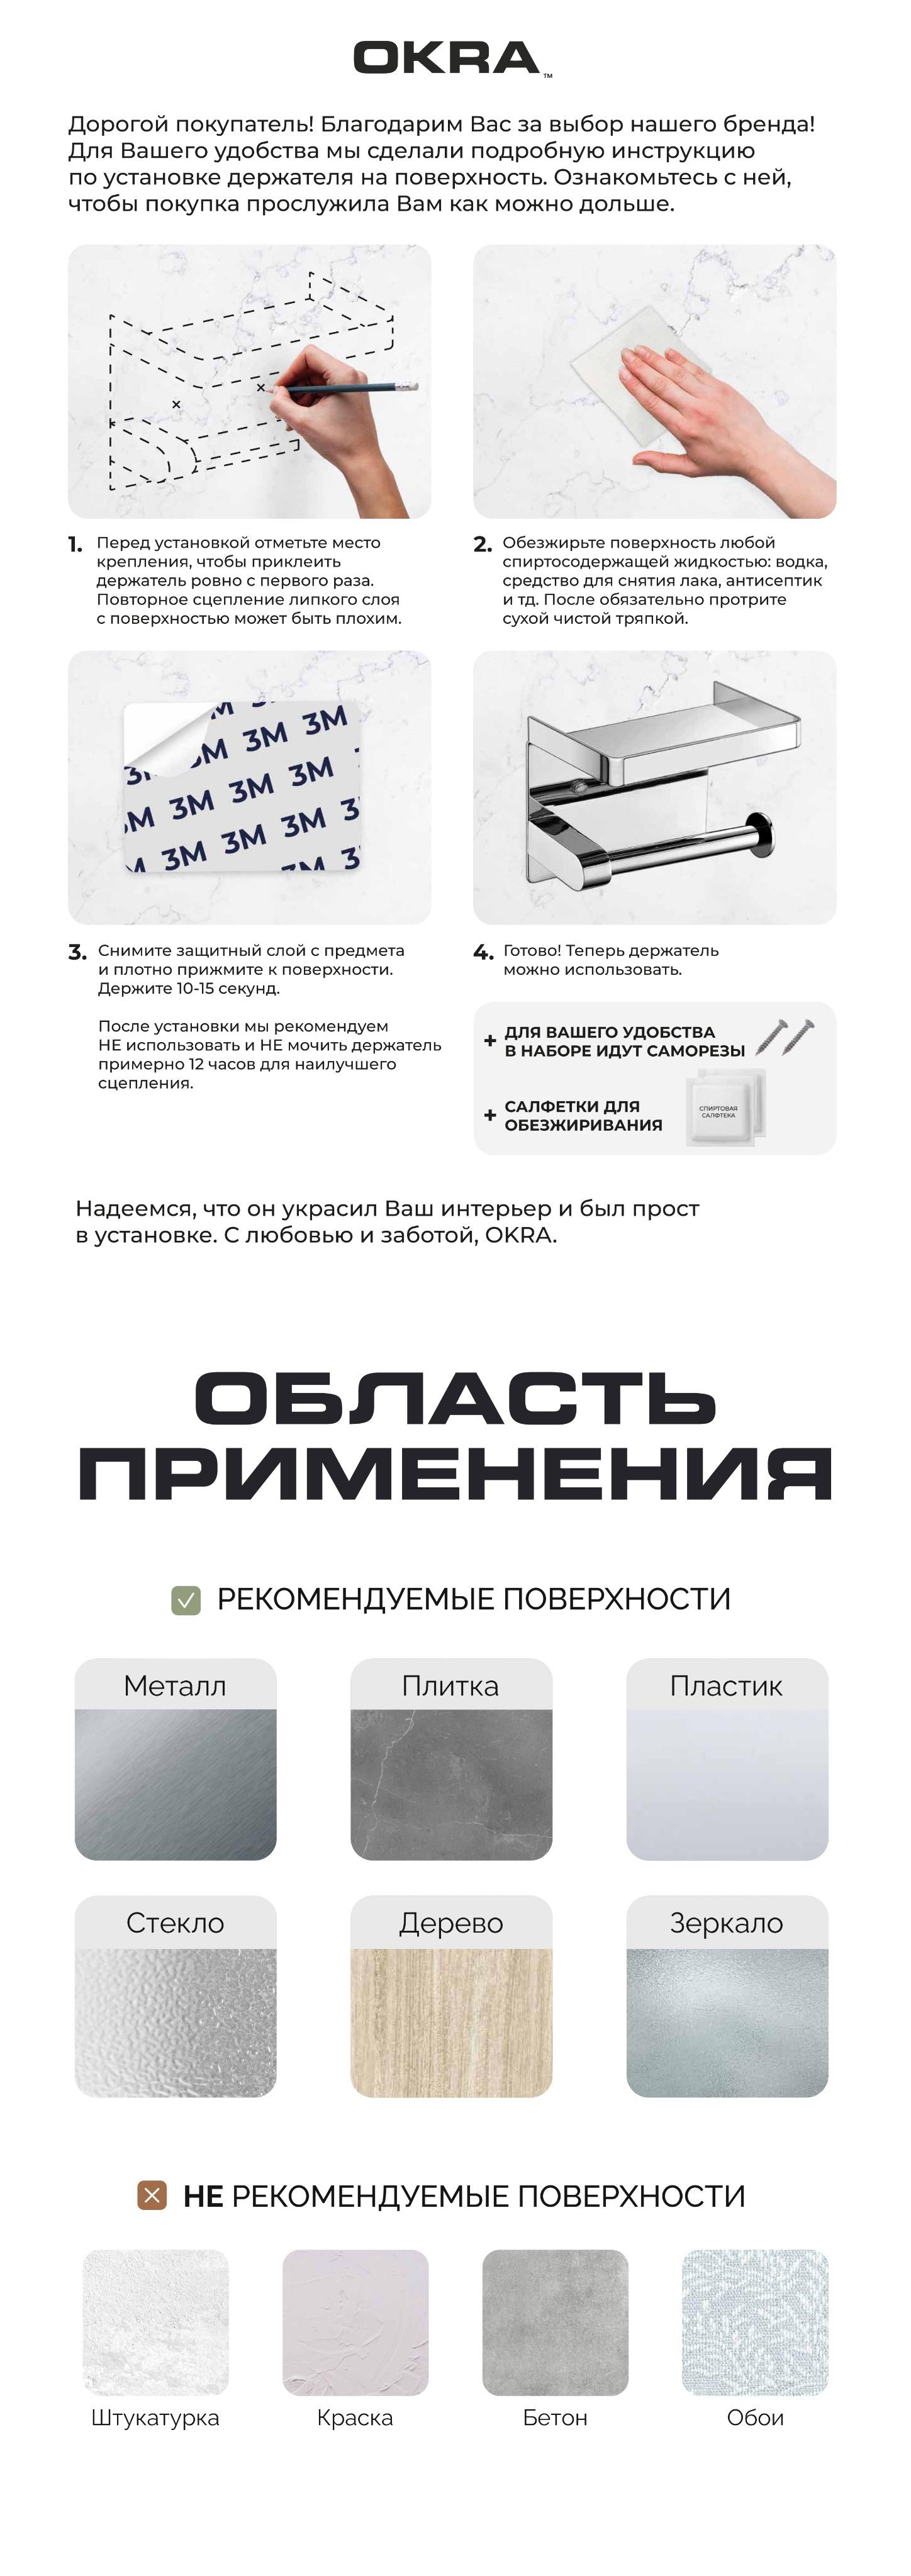 OKRA™
Дорогой покупатель! Благодарим Вас за выбор нашего бренда!
Для Вашего удобства мы сделали подробную инструкцию
по установке держателя на поверхность. Ознакомьтесь с ней,
чтобы покупка прослужила Вам как можно дольше.
1. Перед установкой отметьте место
крепления, чтобы приклеить
держатель ровно с первого раза.
Повторное сцепление липкого слоя
с поверхностью может быть плохим.
2. Обезжирьте поверхность любой
спиртосодержащей жидкостью: водка,
средство для снятия лака, антисептик
и тд. После обязательно протрите
сухой чистой тряпкой.
3M 3M 3M
3M 3M 3M
3M 3M 3M 3M
3M 3M 3M 3M
3. Снимите защитный слой с предмета
и плотно прижмите к поверхности.
Держите 10-15 секунд.
После установки мы рекомендуем
НЕ использовать и НЕ мочить держатель
примерно 12 часов для наилучшего
сцепления.
4. Готово! Теперь держатель
можно использовать.
+ ДЛЯ ВАШЕГО УДОБСТВА
В НАБОРЕ ИДУТ САМОРЕЗЫ
+ САЛФЕТКИ ДЛЯ
ОБЕЗЖИРИВАНИЯ
СПИРТОВАЯ
САЛФТЕКА
Надеемся, что он украсил Ваш интерьер и был прост
в установке. С любовью и заботой, OKRA.
ОБЛАСТЬ
ПРИМЕНЕНИЯ
РЕКОМЕНДУЕМЫЕ ПОВЕРХНОСТИ
Металл
Плитка
Пластик
Стекло
Дерево
Зеркало
НЕ РЕКОМЕНДУЕМЫЕ ПОВЕРХНОСТИ
Штукатурка
Краска
Бетон
Обои